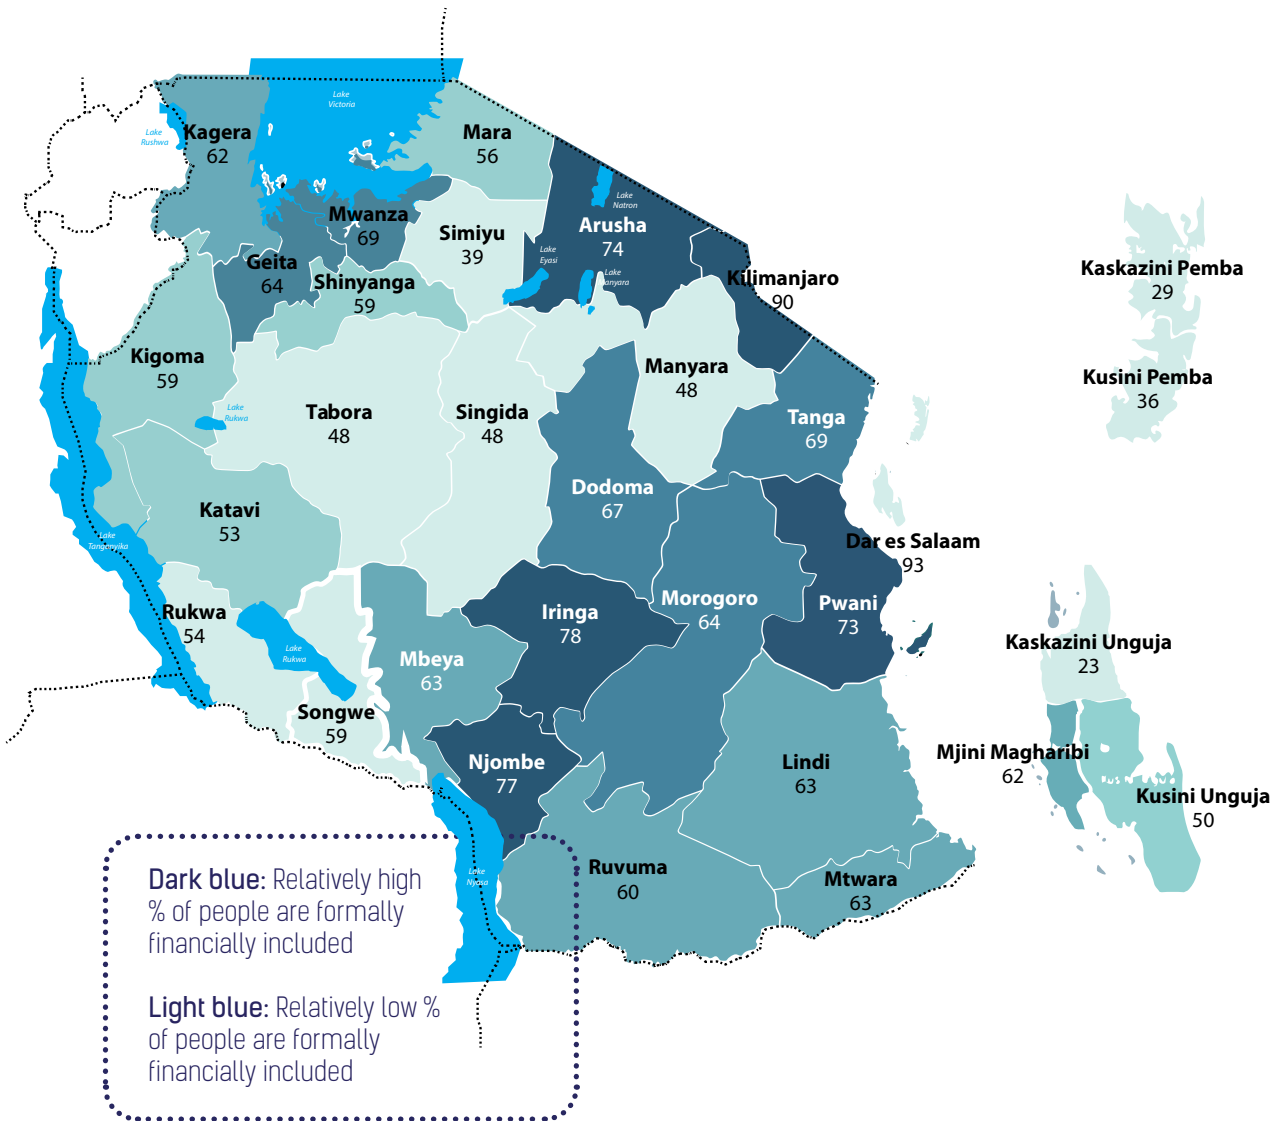 Lake
Victoria
Lake
Rushwa
Kagera
62
Mara
56
Mwanza
69
Simiyu
39
Lake
Natron
Arusha
74
Lake
Eyasi
Lake
anyara
Geita
64
Shinyanga
59
Kilimanjaro
90
Kigoma
59
Lake
Rukwa
Tabora
48
Singida
48
Manyara
48
Tanga
69
Katavi
53
Dodoma
67
Lake
Tanganyika
Dar es Salaam
93
Rukwa
54
Lake
Rukwa
Iringa
78
Morogoro
64
Pwani
73
Mbeya
63
Songwe
59
Njombe
77
Lindi
63
Ruvuma
60
Mtwara
63
Lake
Nyasa
Kaskazini Pemba
29
Kusini Pemba
36
Kaskazini Unguja
23
Mjini Magharibi
62
Kusini Unguja
50
Dark blue: Relatively high
% of people are formally
financially included
Light blue: Relatively low %
of people are formally
financially included